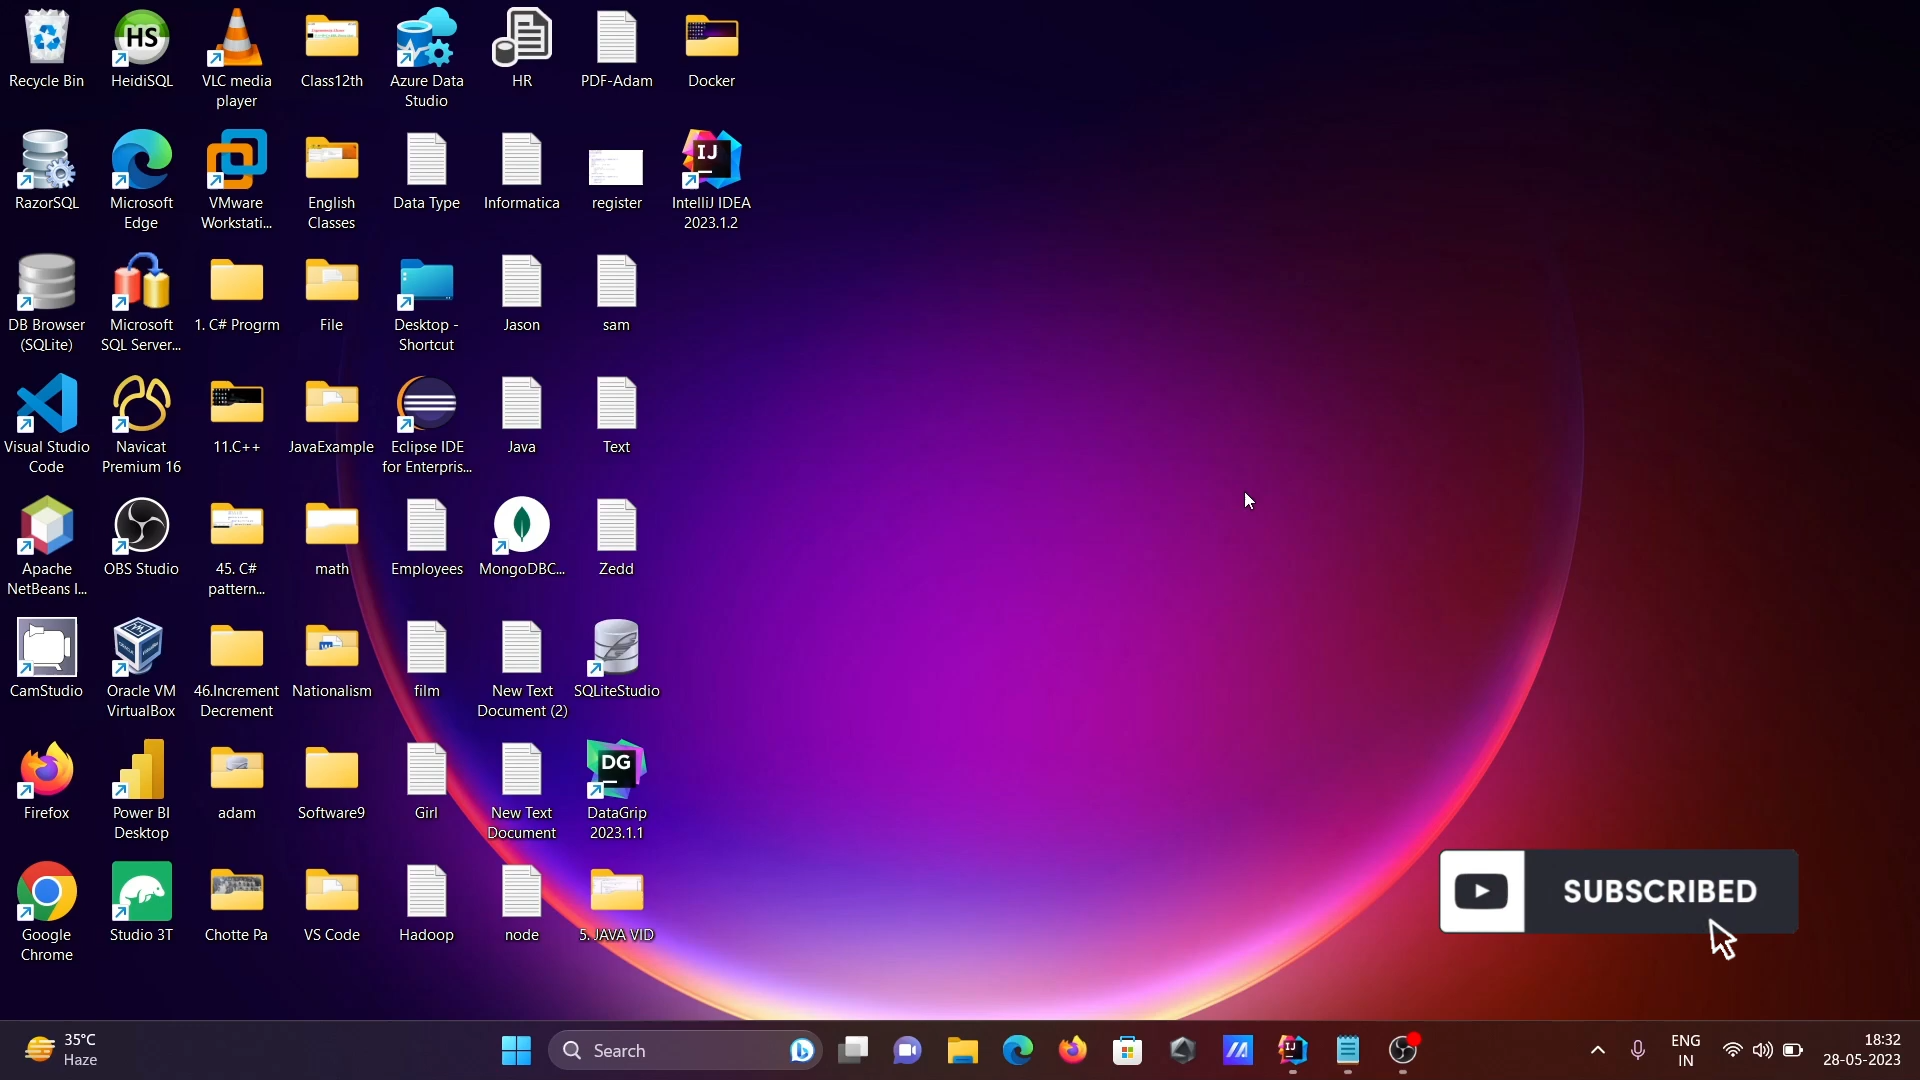 Recycle Bin
HS
HeidiSQL
VLC media
player
Class12th
Azure Data
Studio
HR
PDF-Adam
Docker
RazorSQL
Microsoft
Edge
VMware
Workstati...
English
Classes
Data Type
Informatica
register
IJ
IntelliJ IDEA
2023.1.2
DB Browser
(SQLite)
Microsoft
SQL Server...
1. C# Progrm
File
Desktop -
Shortcut
Jason
sam
Visual Studio
Code
Navicat
Premium 16
11.C++
JavaExample
Eclipse IDE
for Enterpris...
Java
Text
Apache
NetBeans I...
OBS Studio
45. C#
pattern...
math
Employees
MongoDBC...
Zedd
CamStudio
Oracle VM
VirtualBox
46.Increment
Decrement
Nationalism
film
New Text
Document (2)
SQLiteStudio
Firefox
Power BI
Desktop
adam
Software9
Girl
New Text
Document
DG
DataGrip
2023.1.1
Google
Chrome
Studio 3T
Chotte Pa
VS Code
Hadoop
node
5. JAVA VID
SUBSCRIBED
35°C
Haze
Search
IJ
ENG
IN
18:32
28-05-2023